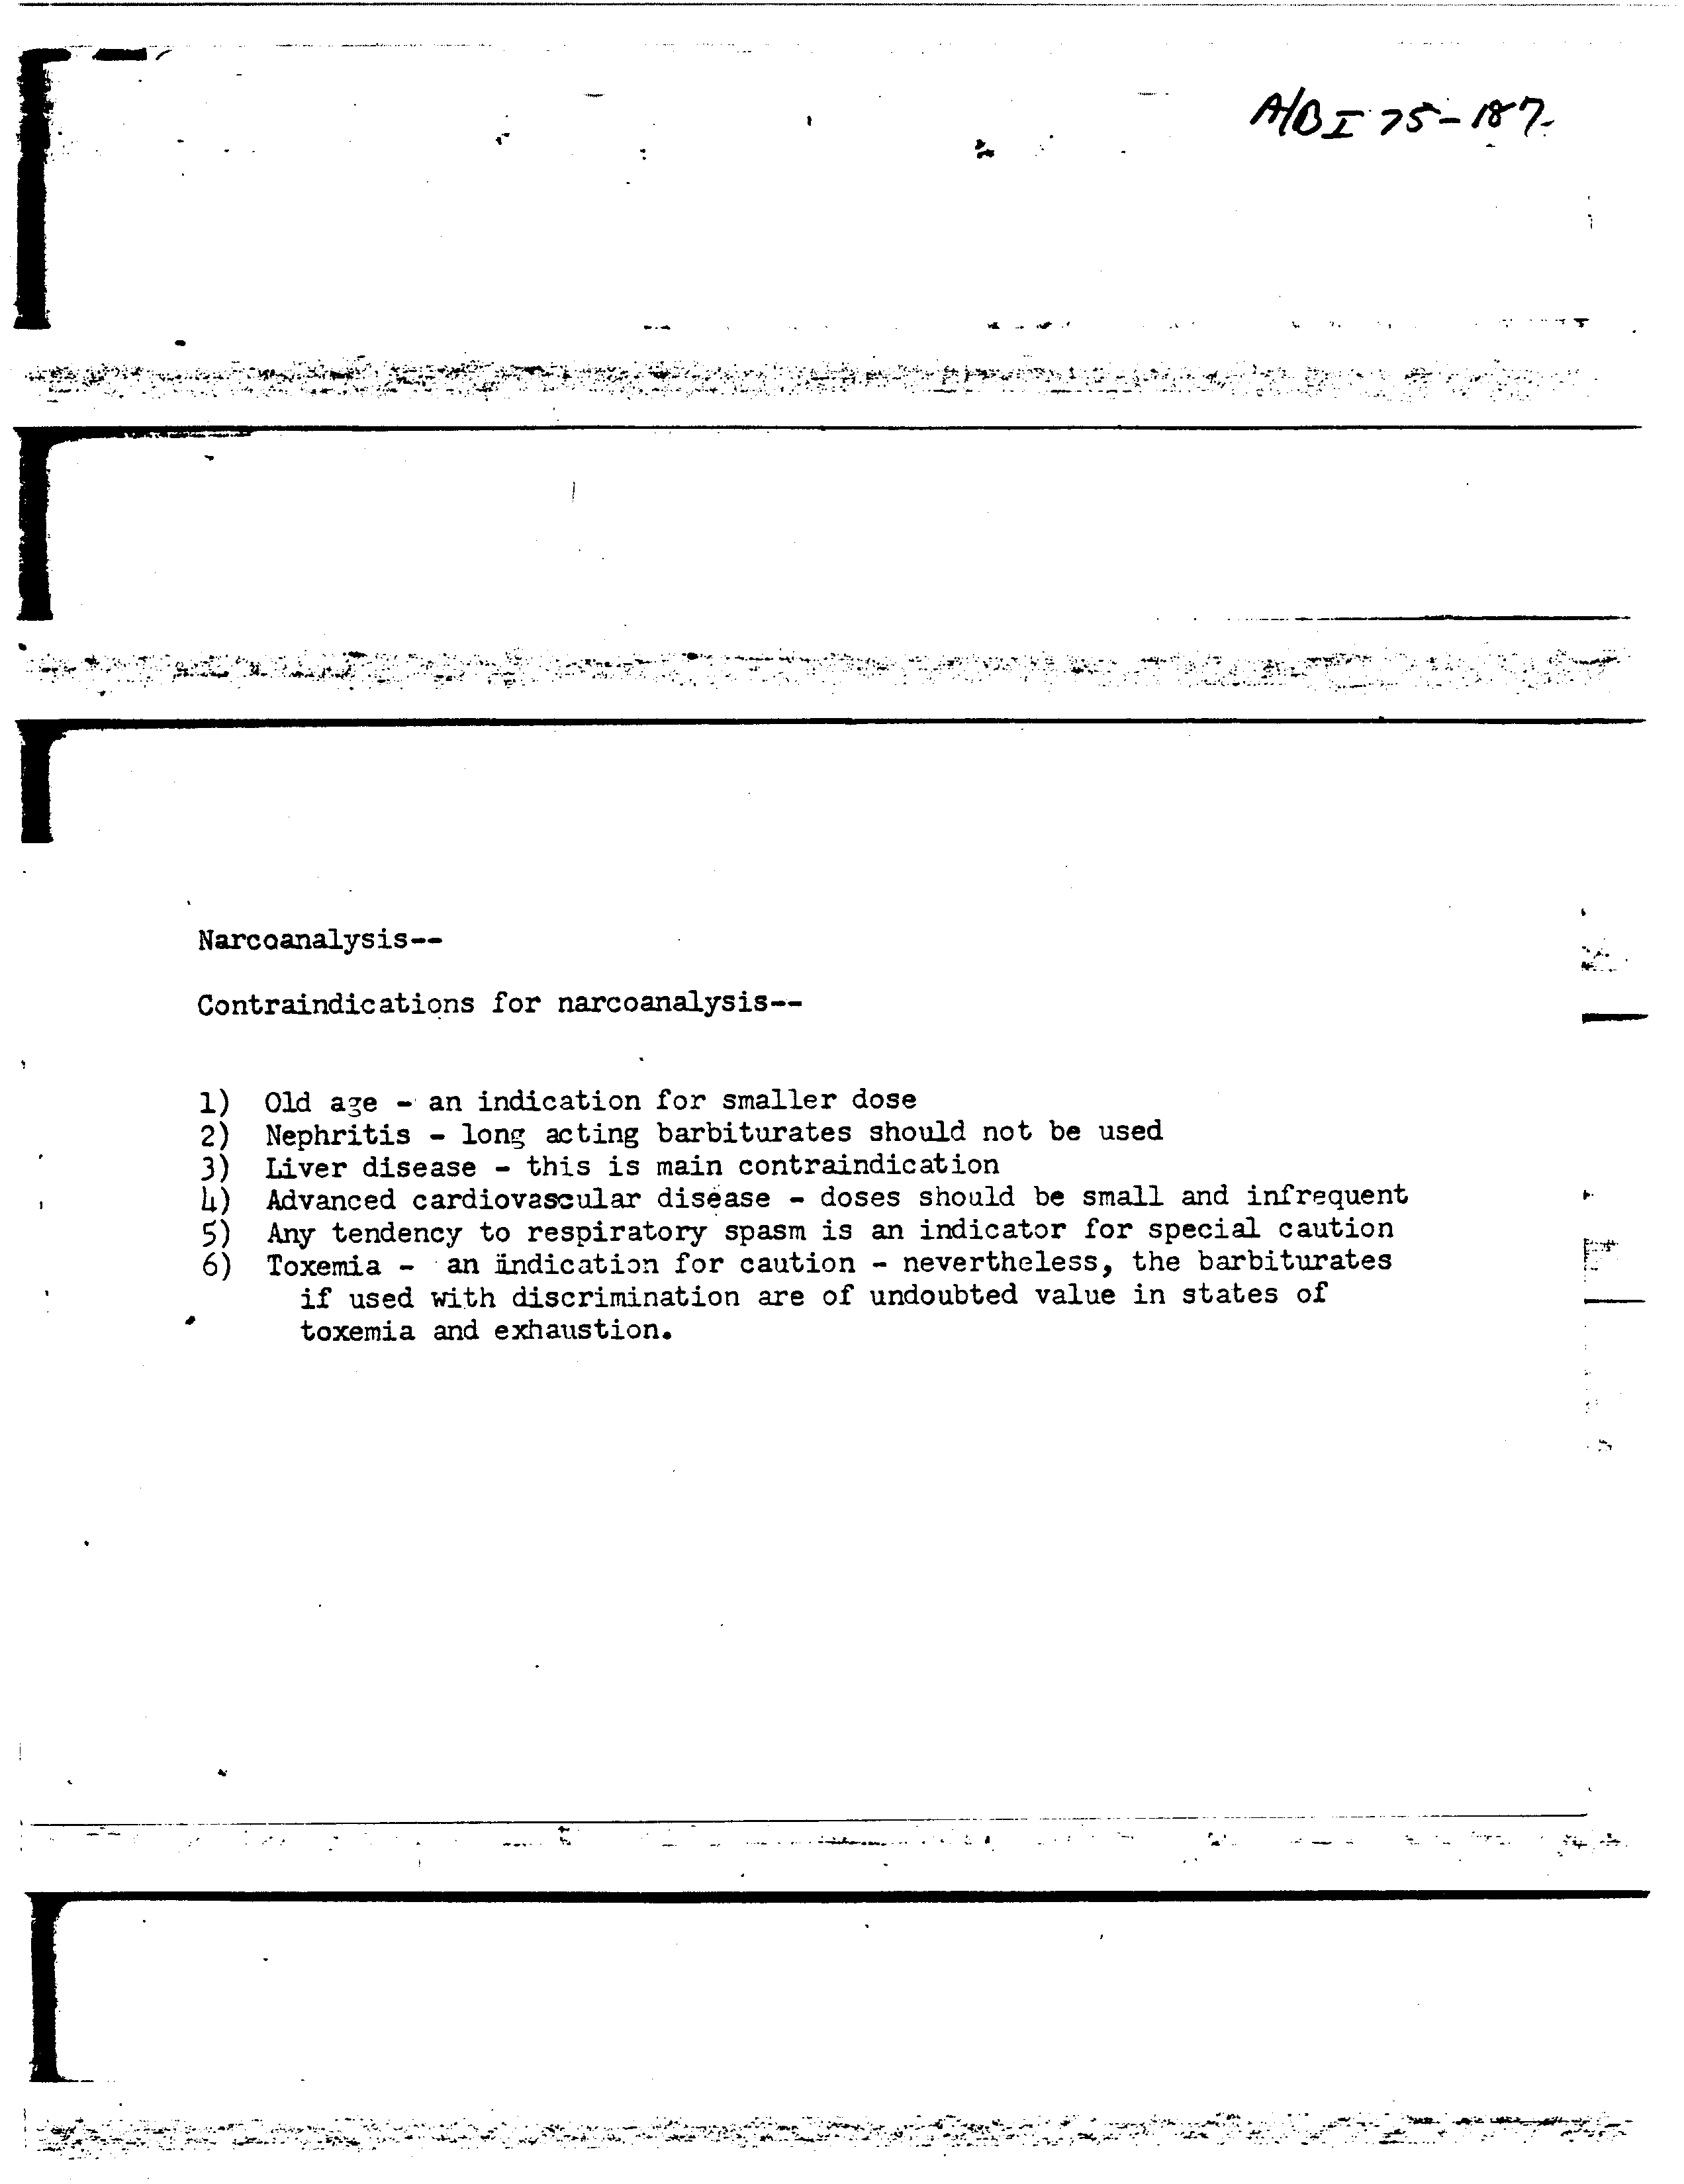 A/B I 75-187
Narcoanalysis--
Contraindications for narcoanalysis--
1) Old age - an indication for smaller dose
2) Nephritis - long acting barbiturates should not be used
3) Liver disease - this is main contraindication
4) Advanced cardiovascular disease - doses should be small and infrequent
5) Any tendency to respiratory spasm is an indicator for special caution
6) Toxemia - an indication for caution - nevertheless, the barbiturates
if used with discrimination are of undoubted value in states of
toxemia and exhaustion.